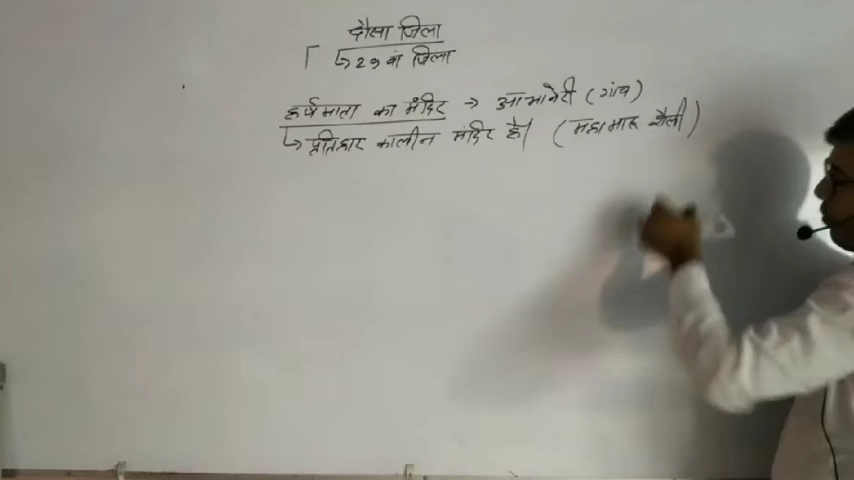 दौसा जिला
↳ 29 वां जिला
हर्षमाता का मंदिर → आभानेरी (गांव)
↳ प्रतिहार कालीन मंदिर है। (महामारू शैली)